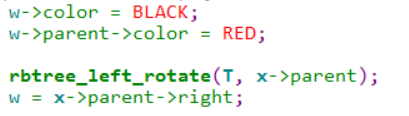 w->color = BLACK;
w->parent->color = RED;
rbtree_left_rotate(T, x->parent);
w = x->parent->right;